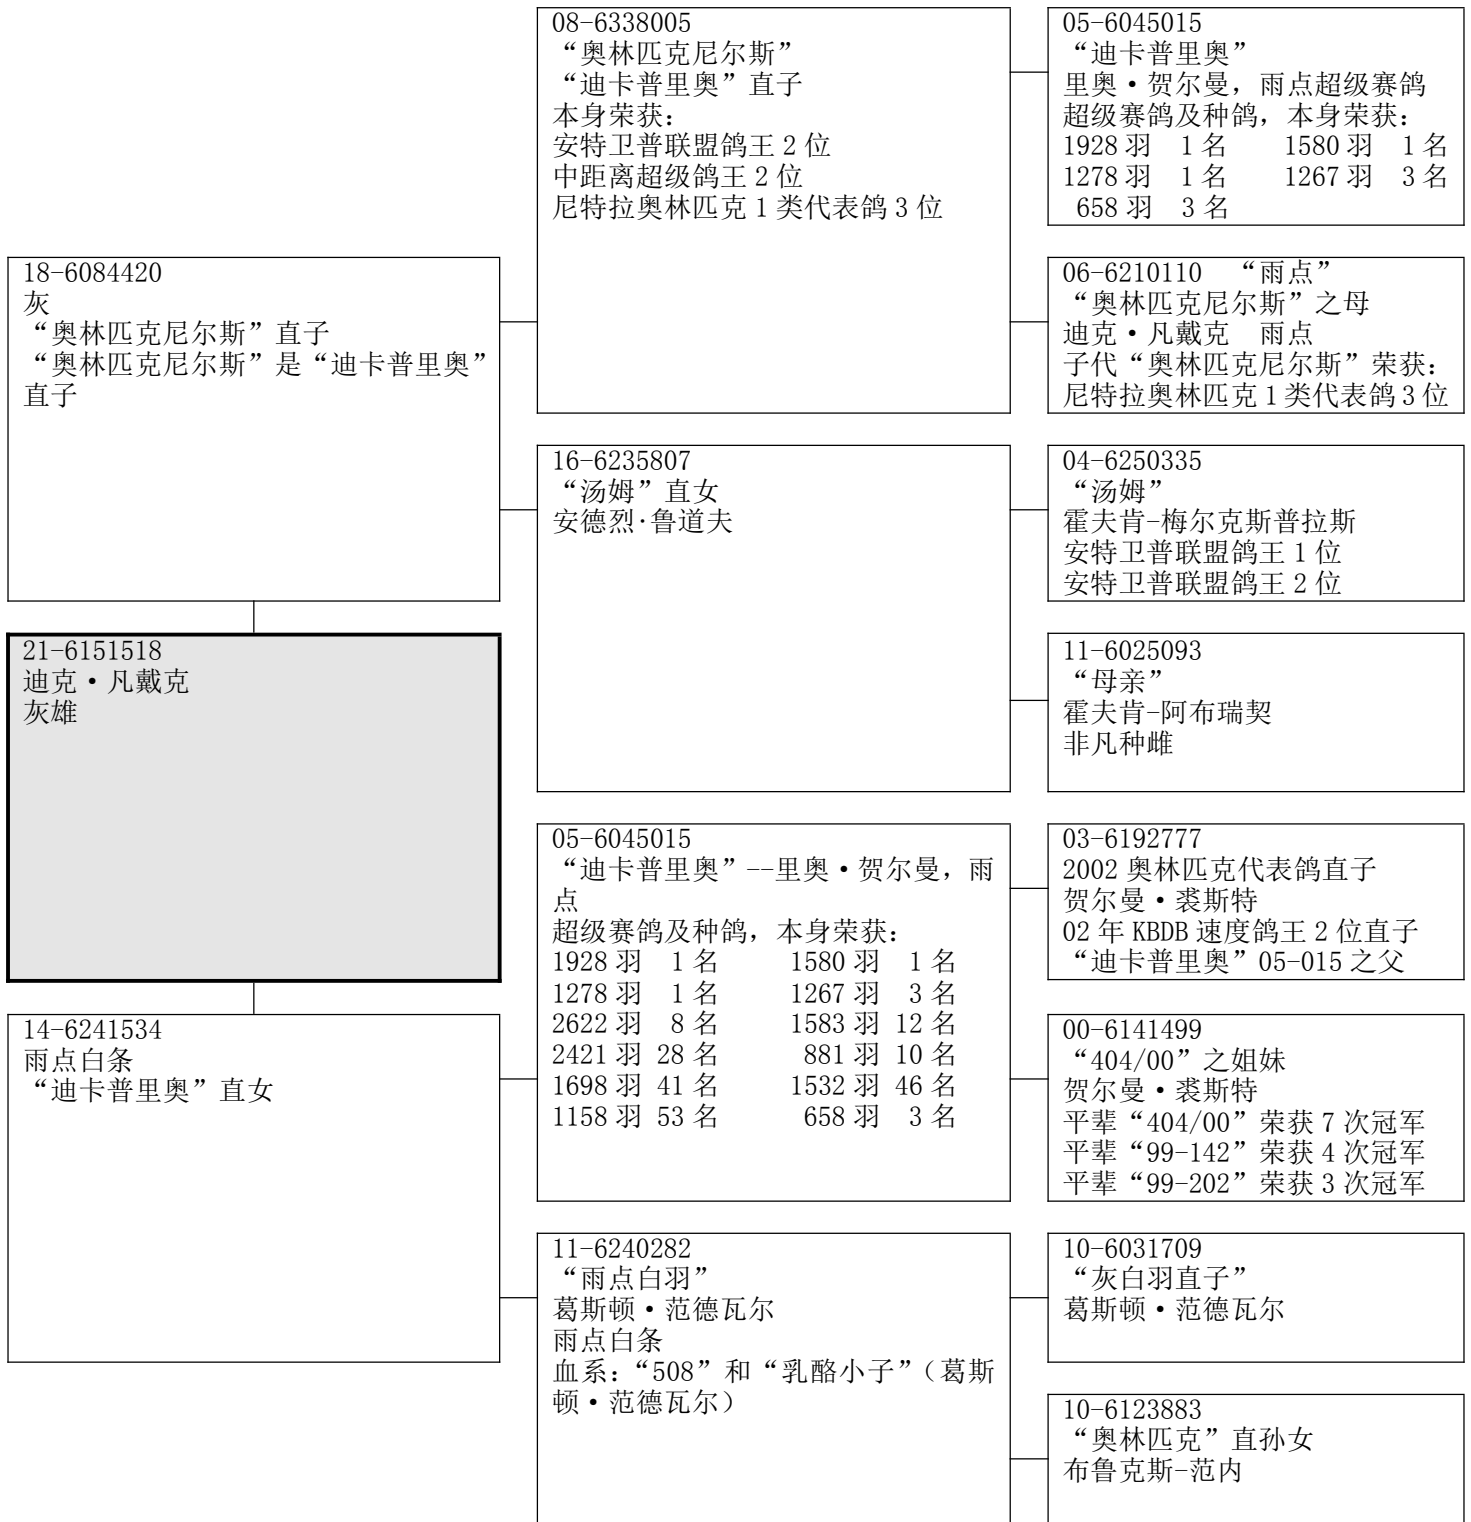 18-6084420
灰
“奥林匹克尼尔斯”直子
“奥林匹克尼尔斯”是“迪卡普里奥”
直子
21-6151518
迪克·凡戴克
灰雄
14-6241534
雨点白条
“迪卡普里奥”直女
08-6338005
“奥林匹克尼尔斯”
“迪卡普里奥”直子
本身荣获：
安特卫普联盟鸽王 2 位
中距离超级鸽王 2 位
尼特拉奥林匹克 1 类代表鸽 3 位
16-6235807
“汤姆”直女
安德烈·鲁道夫
05-6045015
“迪卡普里奥”--里奥·贺尔曼，雨
点
超级赛鸽及种鸽，本身荣获：
1928 羽 1 名 1580 羽 1 名
1278 羽 1 名 1267 羽 3 名
2622 羽 8 名 1583 羽 12 名
2421 羽 28 名 881 羽 10 名
1698 羽 41 名 1532 羽 46 名
1158 羽 53 名 658 羽 3 名
11-6240282
“雨点白羽”
葛斯顿·范德瓦尔
雨点白条
血系：“508”和“乳酪小子”（葛斯
顿·范德瓦尔）
05-6045015
“迪卡普里奥”
里奥·贺尔曼，雨点超级赛鸽
超级赛鸽及种鸽，本身荣获：
1928 羽 1 名 1580 羽 1 名
1278 羽 1 名 1267 羽 3 名
658 羽 3 名
06-6210110 “雨点”
“奥林匹克尼尔斯”之母
迪克·凡戴克 雨点
子代“奥林匹克尼尔斯”荣获：
尼特拉奥林匹克 1 类代表鸽 3 位
04-6250335
“汤姆”
霍夫肯-梅尔克斯普拉斯
安特卫普联盟鸽王 1 位
安特卫普联盟鸽王 2 位
11-6025093
“母亲”
霍夫肯-阿布瑞契
非凡种雌
03-6192777
2002 奥林匹克代表鸽直子
贺尔曼·裘斯特
02 年 KBDB 速度鸽王 2 位直子
“迪卡普里奥”05-015 之父
00-6141499
“404/00”之姐妹
贺尔曼·裘斯特
平辈“404/00”荣获 7 次冠军
平辈“99-142”荣获 4 次冠军
平辈“99-202”荣获 3 次冠军
10-6031709
“灰白羽直子”
葛斯顿·范德瓦尔
10-6123883
“奥林匹克”直孙女
布鲁克斯-范内